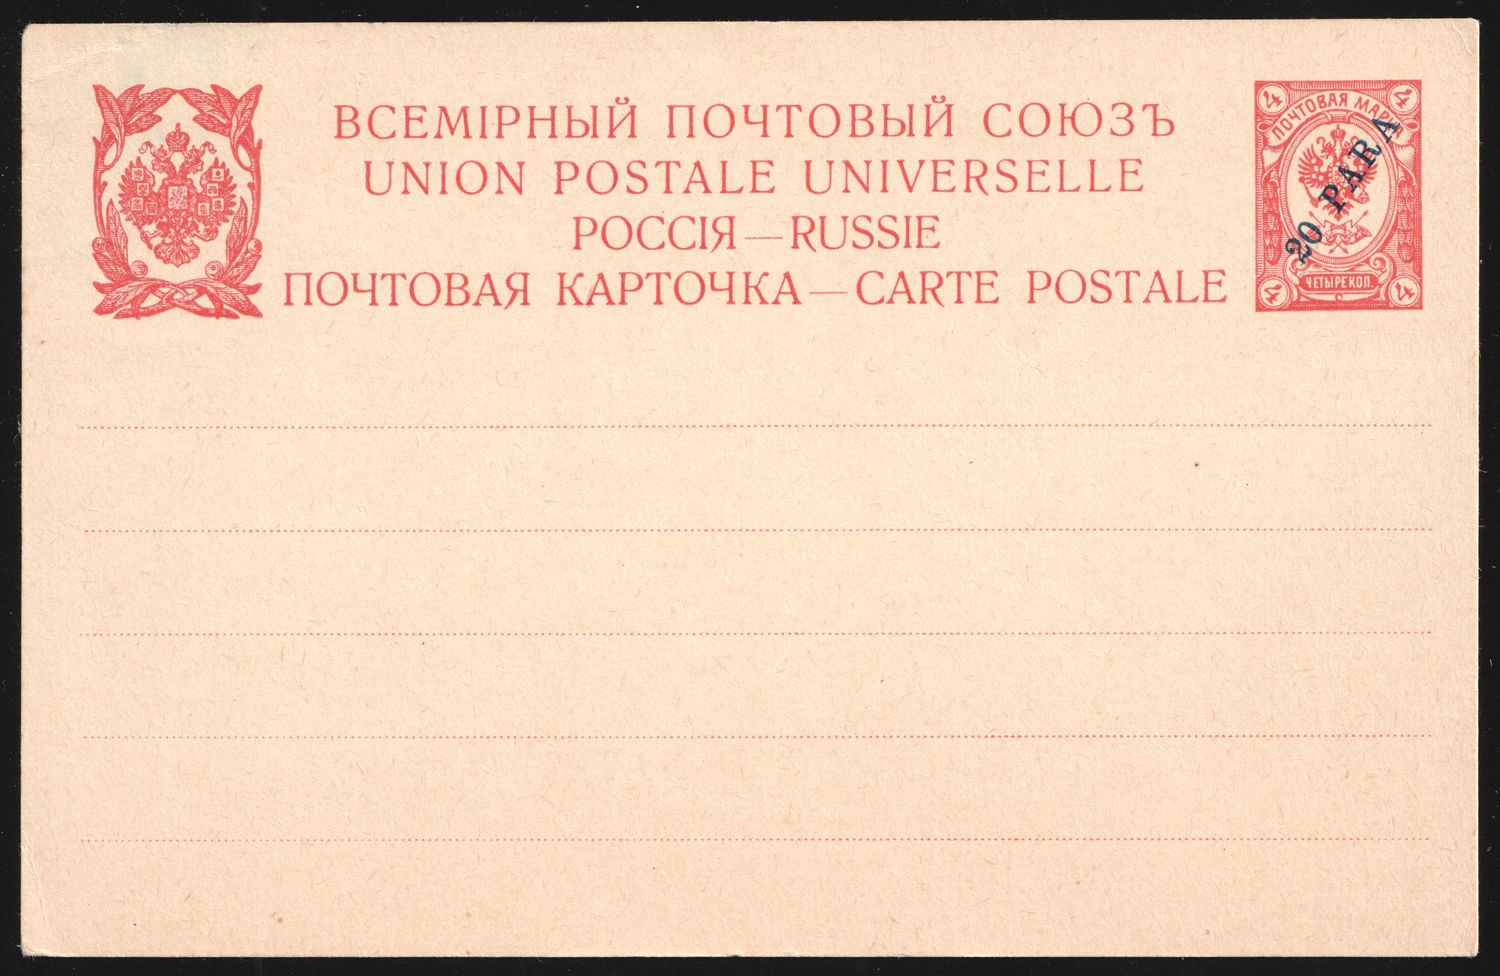 ВСЕМІРНЫЙ ПОЧТОВЫЙ СОЮЗЪ
UNION POSTALE UNIVERSELLE
РОССІЯ — RUSSIE
ПОЧТОВАЯ КАРТОЧКА — CARTE POSTALE
4 4
ПОЧТОВАЯ МАРКА
20 PARA
ЧЕТЫРЕ КОП.
4 4